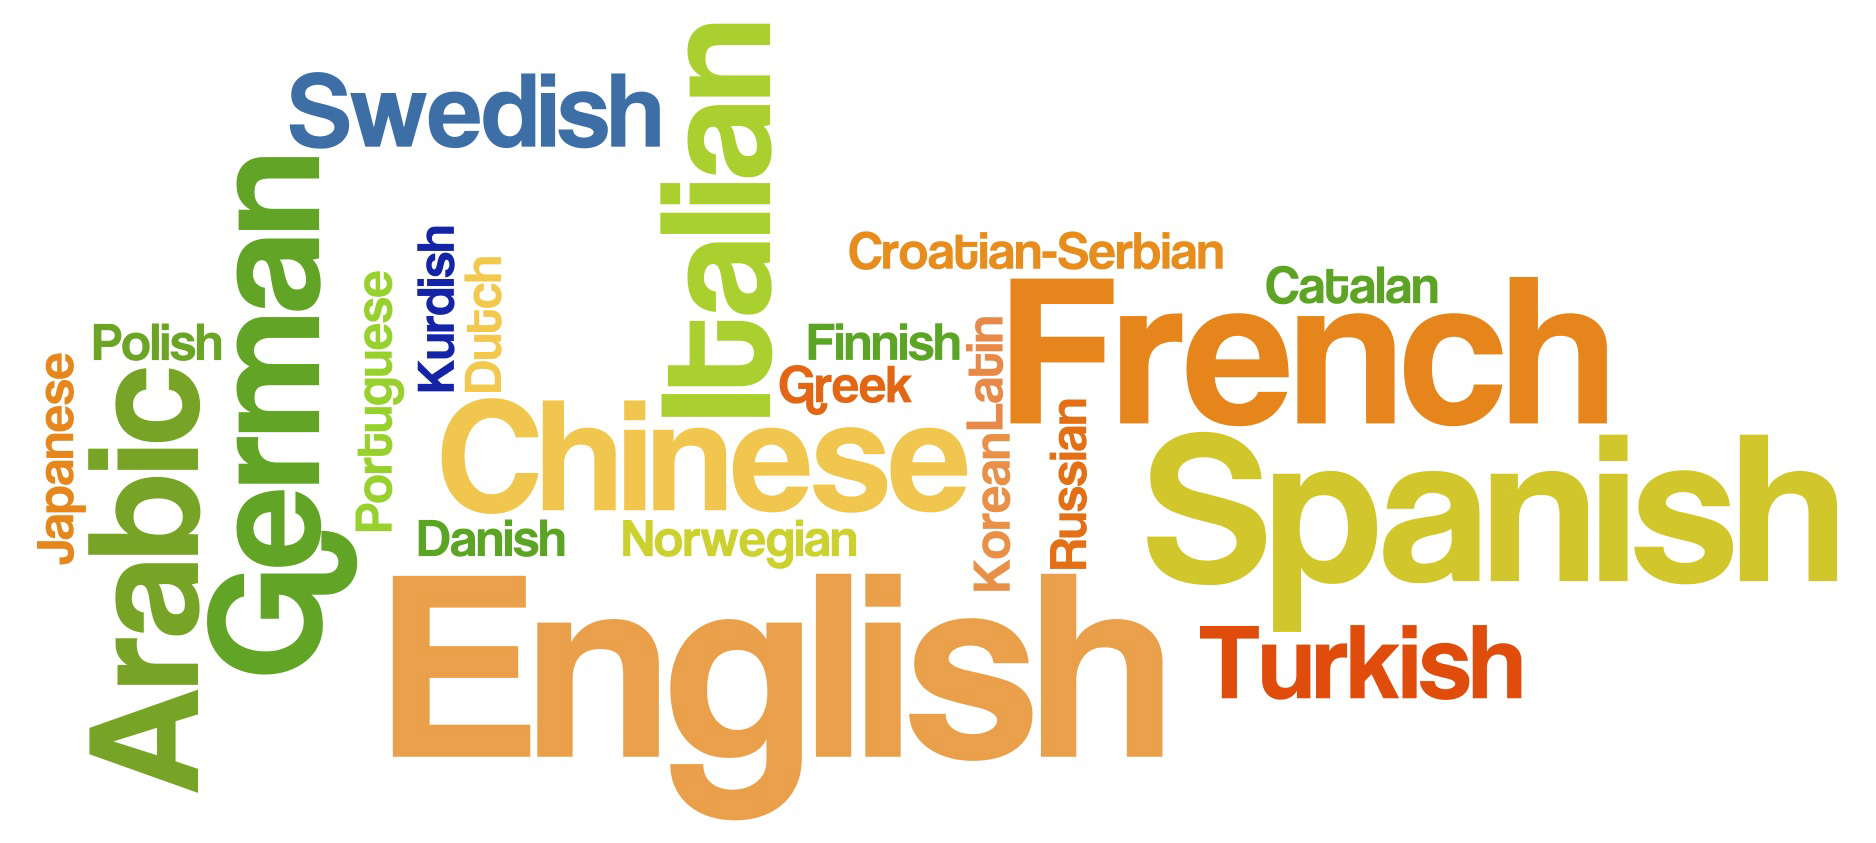 Swedish
Italian
German
Kurdish
Croatian-Serbian
Dutch
Catalan
Portuguese
French
Polish
Finnish
Latin
Japanese
Arabic
Greek
Chinese
Russian
Korean
Spanish
Danish
Norwegian
English
Turkish